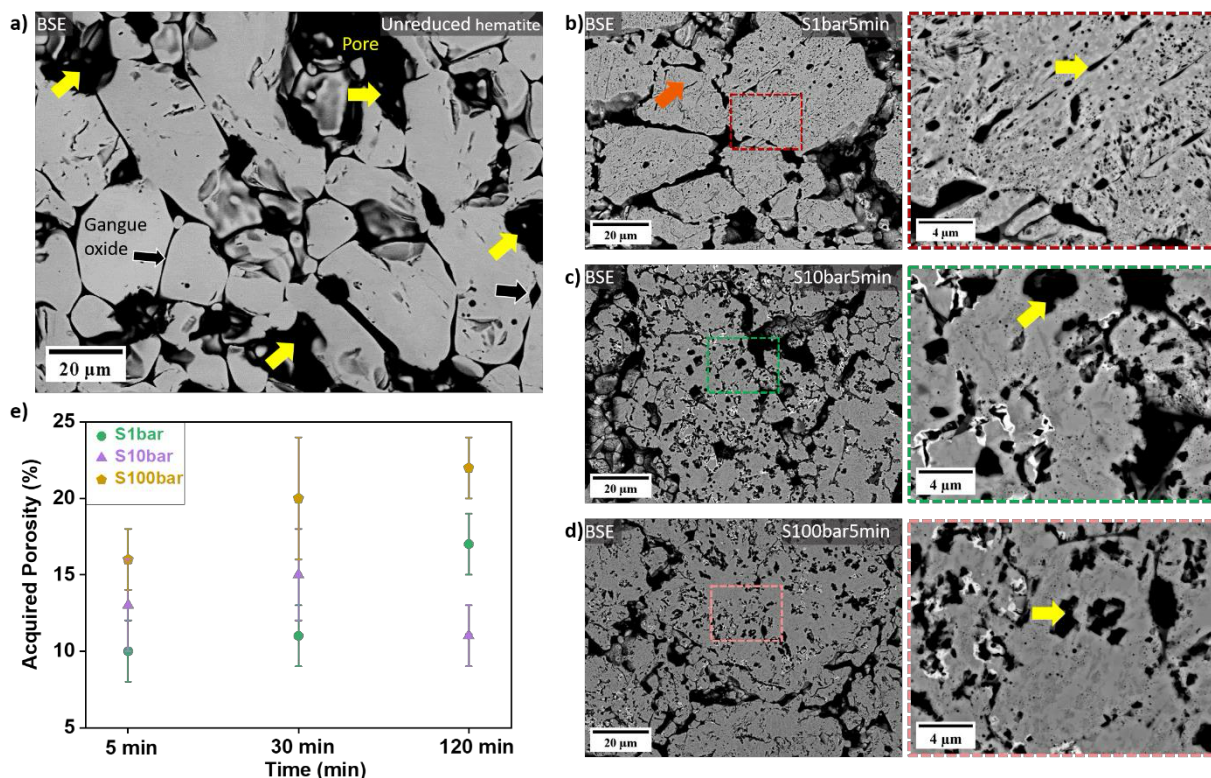 a)
BSE
Unreduced hematite
Pore
Gangue
oxide
20 μm
b)
BSE
S1bar5min
20 μm
4 μm
c)
BSE
S10bar5min
20 μm
4 μm
d)
BSE
S100bar5min
20 μm
4 μm
e)
25
20
15
10
5
Acquired Porosity (%)
S1bar
S10bar
S100bar
5 min
30 min
120 min
Time (min)